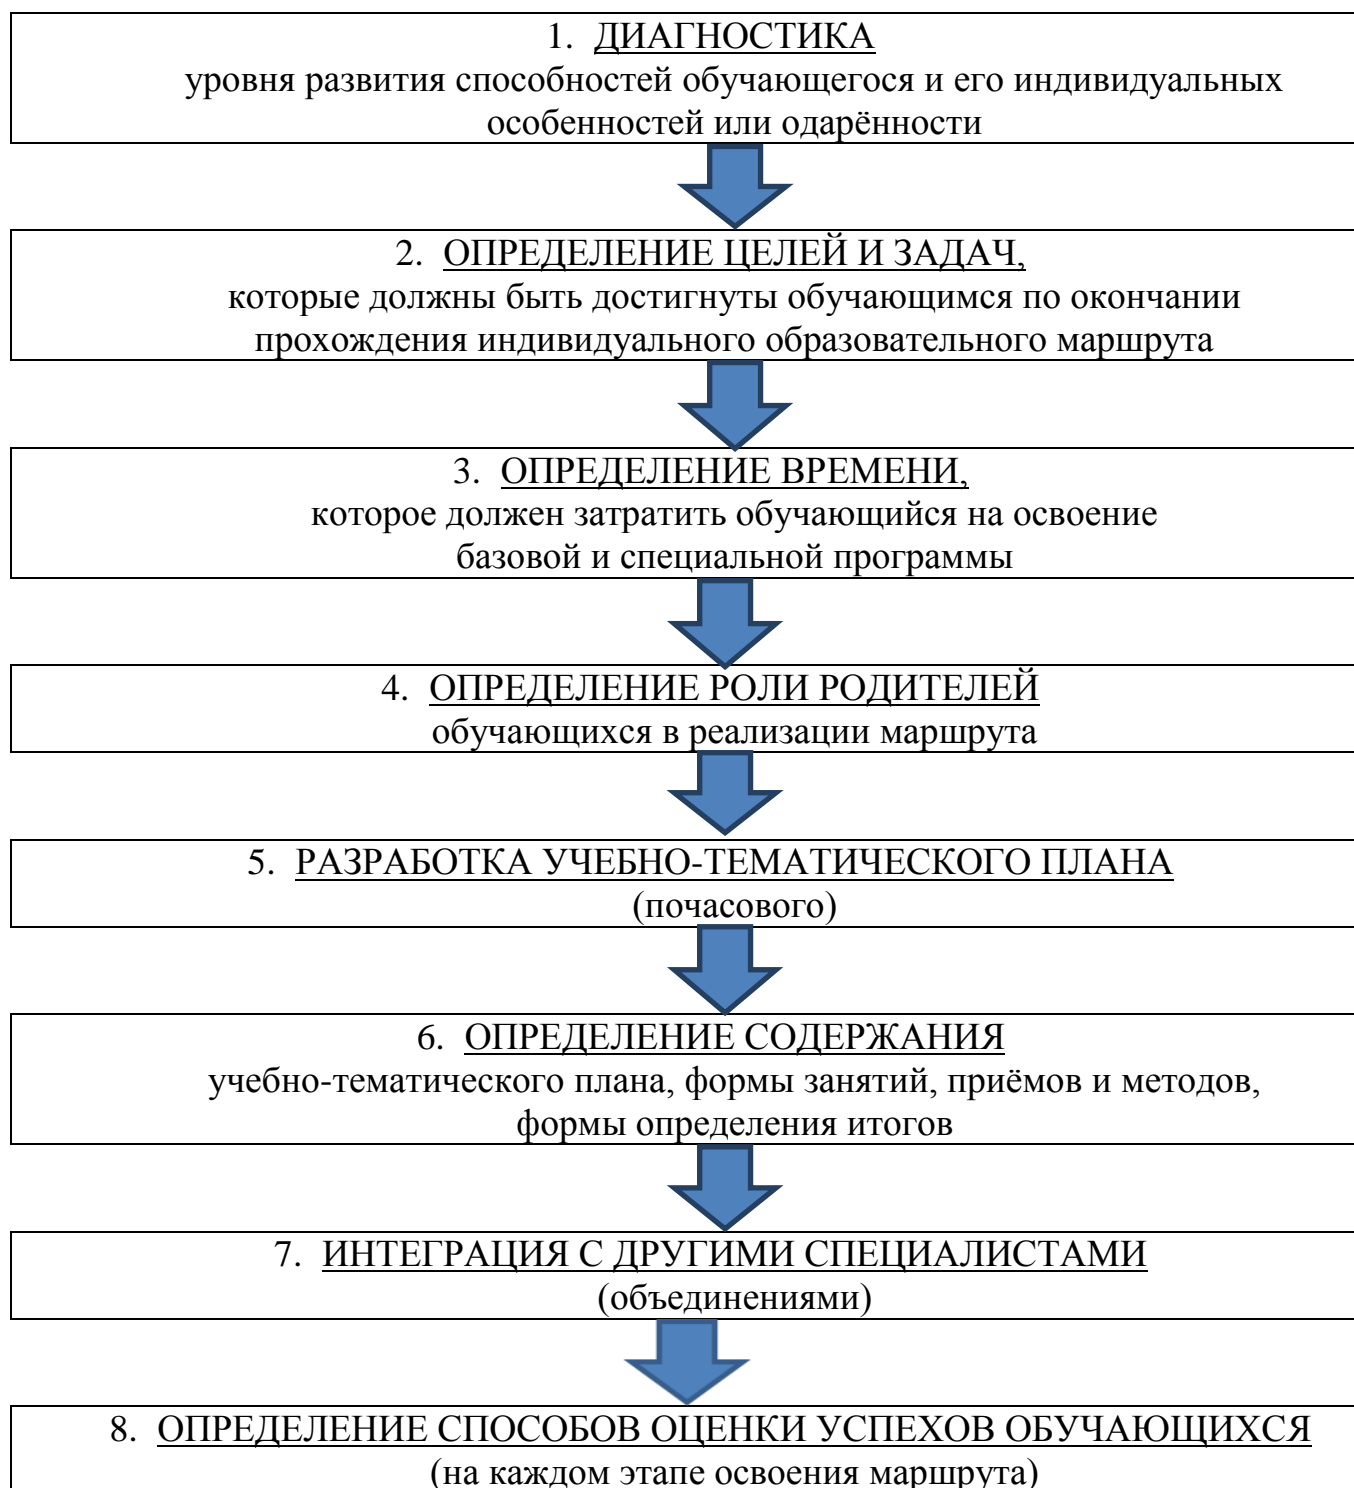 1. ДИАГНОСТИКА
уровня развития способностей обучающегося и его индивидуальных
особенностей или одарённости
2. ОПРЕДЕЛЕНИЕ ЦЕЛЕЙ И ЗАДАЧ,
которые должны быть достигнуты обучающимся по окончании
прохождения индивидуального образовательного маршрута
3. ОПРЕДЕЛЕНИЕ ВРЕМЕНИ,
которое должен затратить обучающийся на освоение
базовой и специальной программы
4. ОПРЕДЕЛЕНИЕ РОЛИ РОДИТЕЛЕЙ
обучающихся в реализации маршрута
5. РАЗРАБОТКА УЧЕБНО-ТЕМАТИЧЕСКОГО ПЛАНА
(почасового)
6. ОПРЕДЕЛЕНИЕ СОДЕРЖАНИЯ
учебно-тематического плана, формы занятий, приёмов и методов,
формы определения итогов
7. ИНТЕГРАЦИЯ С ДРУГИМИ СПЕЦИАЛИСТАМИ
(объединениями)
8. ОПРЕДЕЛЕНИЕ СПОСОБОВ ОЦЕНКИ УСПЕХОВ ОБУЧАЮЩИХСЯ
(на каждом этапе освоения маршрута)